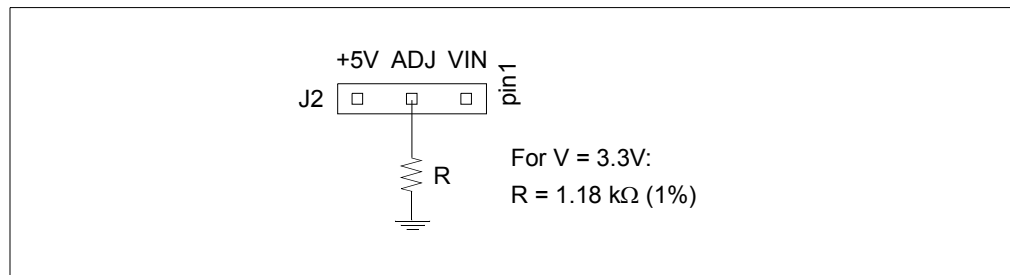 +5V ADJ VIN
pin1
J2
R
For V = 3.3V:
R = 1.18 kΩ (1%)